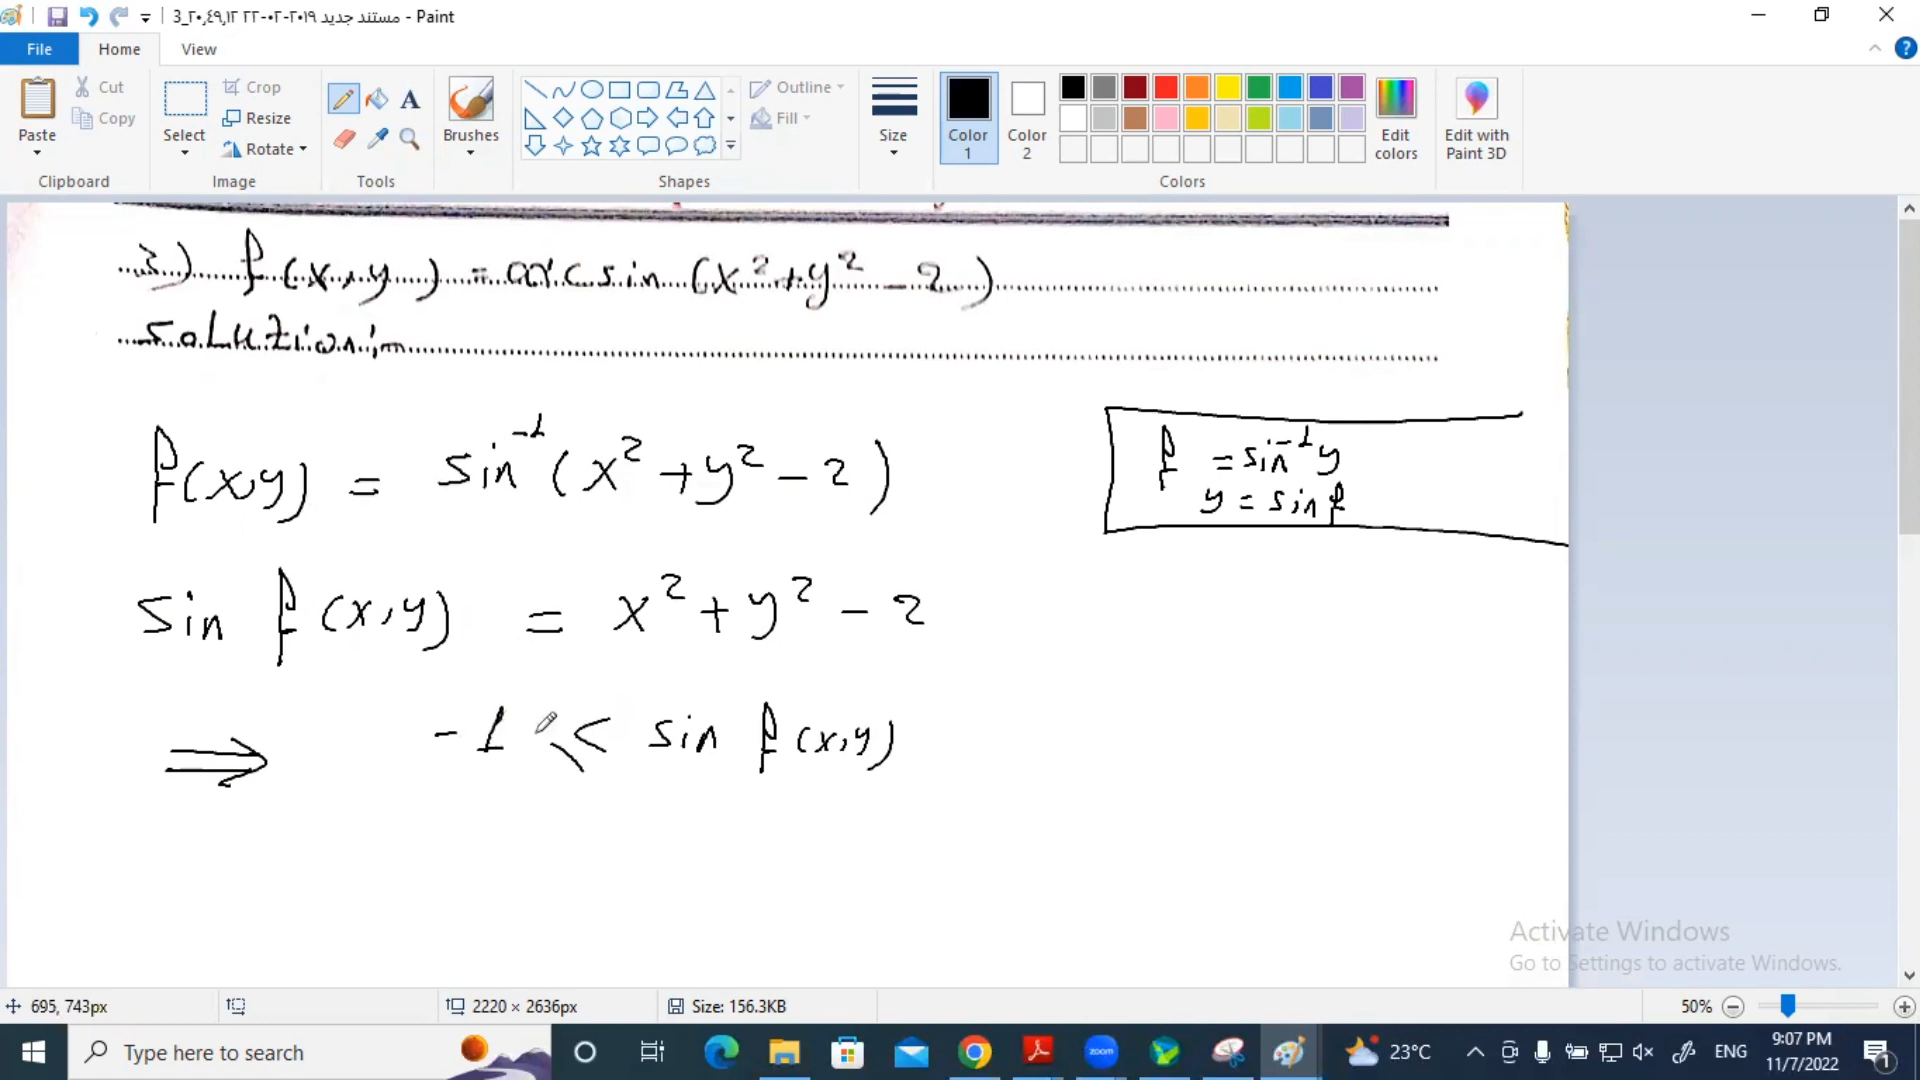 3_٢٠,٤٩,١٢ ٢٢-٠٢-٢٠١٩ مستند جديد - Paint
File Home View
Paste
Cut
Copy
Clipboard
Select
Crop
Resize
Rotate
Image
Tools
Brushes
Shapes
Outline
Fill
Size
Color 1
Color 2
Edit colors
Edit with Paint 3D
Colors
3) f(x,y) = arcsin (x²+y²-2)
Solution:
f(x,y) = sin⁻¹ (x² + y² - 2)
sin f (x,y) = x² + y² - 2
⇒ -1 ≤ sin f (x,y)
f = sin⁻¹ y
y = sin f
Activate Windows
Go to Settings to activate Windows.
695, 743px
2220 × 2636px
Size: 156.3KB
50%
Type here to search
zoom
23°C
ENG
9:07 PM
11/7/2022
1